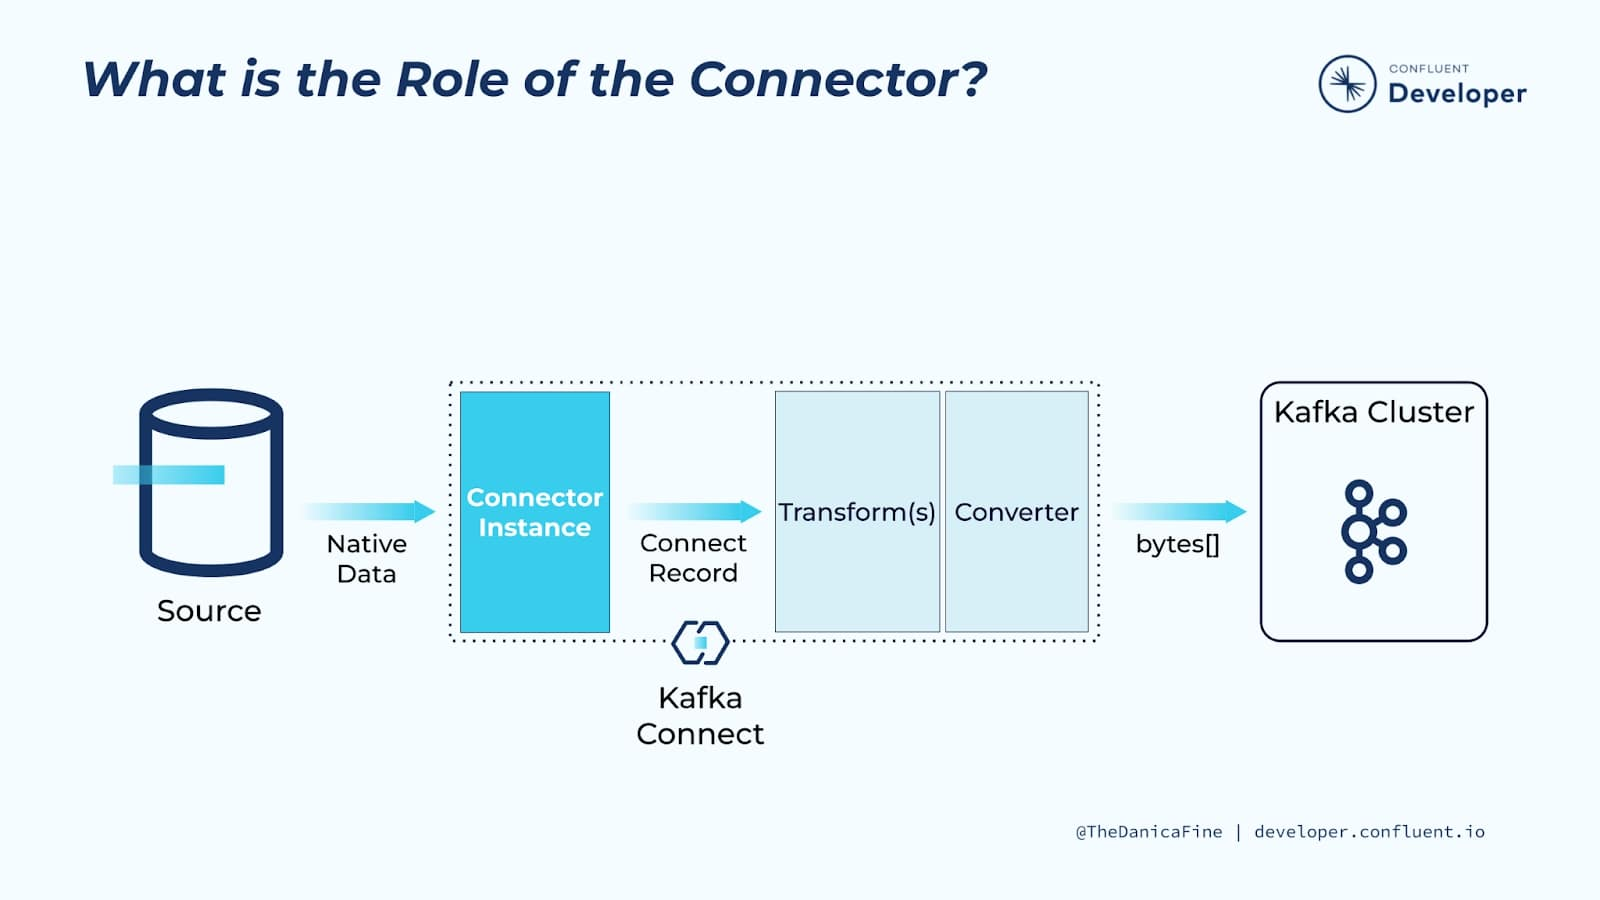 What is the Role of the Connector?
CONFLUENT
Developer
Source
Native
Data
Connector
Instance
Connect
Record
Transform(s)
Converter
Kafka
Connect
bytes[]
Kafka Cluster
@TheDanicaFine | developer.confluent.io